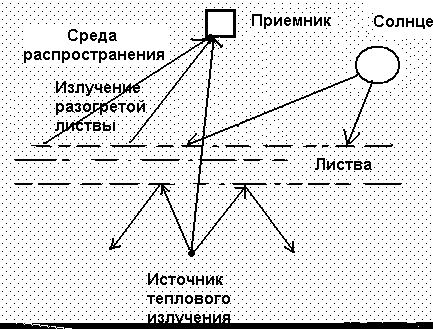 Приемник
Солнце
Среда
распространения
Излучение
разогретой
листвы
Листва
Источник
теплового
излучения